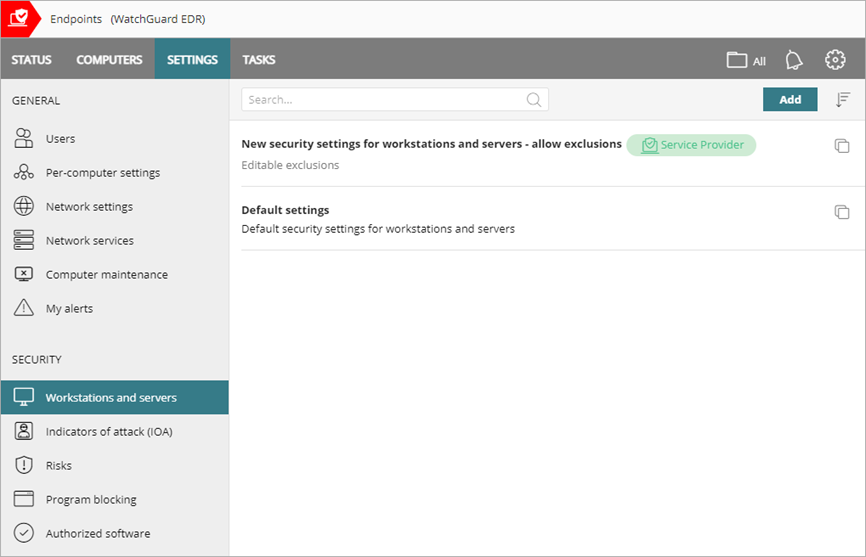 Endpoints (WatchGuard EDR)
STATUS COMPUTERS SETTINGS TASKS All
GENERAL
Users
Per-computer settings
Network settings
Network services
Computer maintenance
My alerts
SECURITY
Workstations and servers
Indicators of attack (IOA)
Risks
Program blocking
Authorized software
Search... Add
New security settings for workstations and servers - allow exclusions Service Provider
Editable exclusions
Default settings
Default security settings for workstations and servers